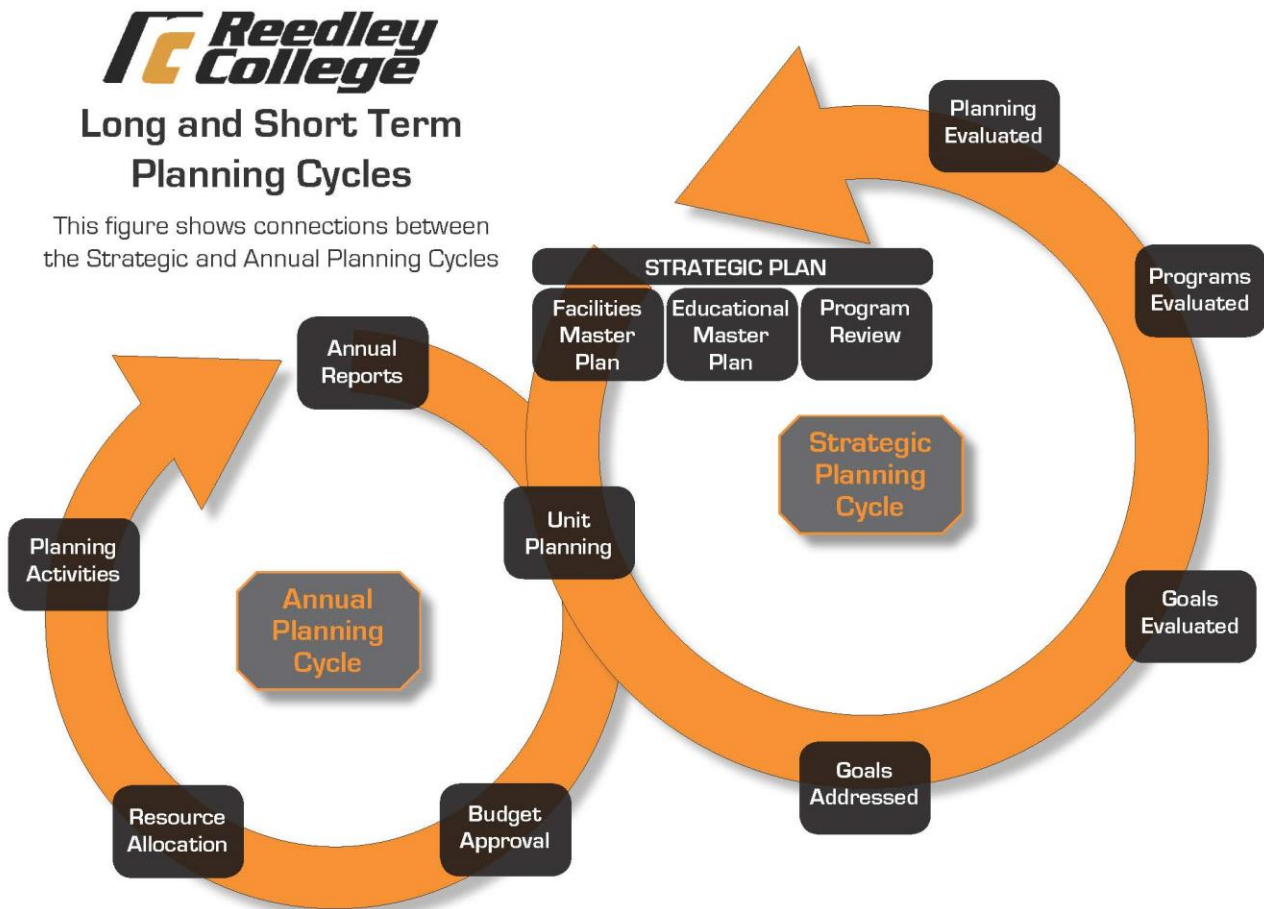 rc Reedley
College
Long and Short Term
Planning Cycles
This figure shows connections between
the Strategic and Annual Planning Cycles
Annual
Reports
Unit
Planning
Budget
Approval
Resource
Allocation
Planning
Activities
Annual
Planning
Cycle
STRATEGIC PLAN
Facilities
Master
Plan
Educational
Master
Plan
Program
Review
Strategic
Planning
Cycle
Goals
Addressed
Goals
Evaluated
Programs
Evaluated
Planning
Evaluated